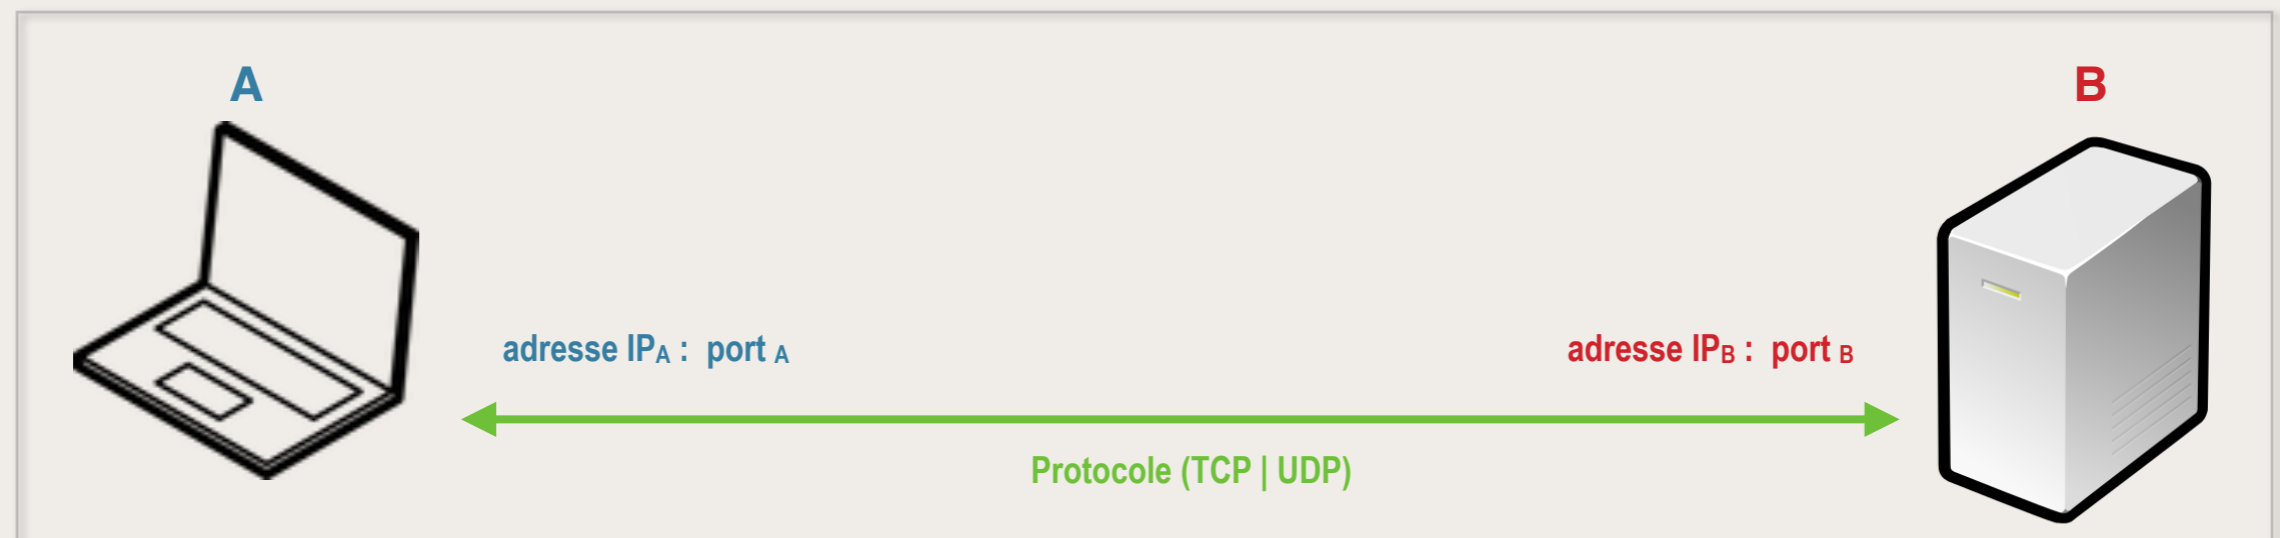 A
B
adresse IPA : port A
adresse IPB : port B
Protocole (TCP | UDP)